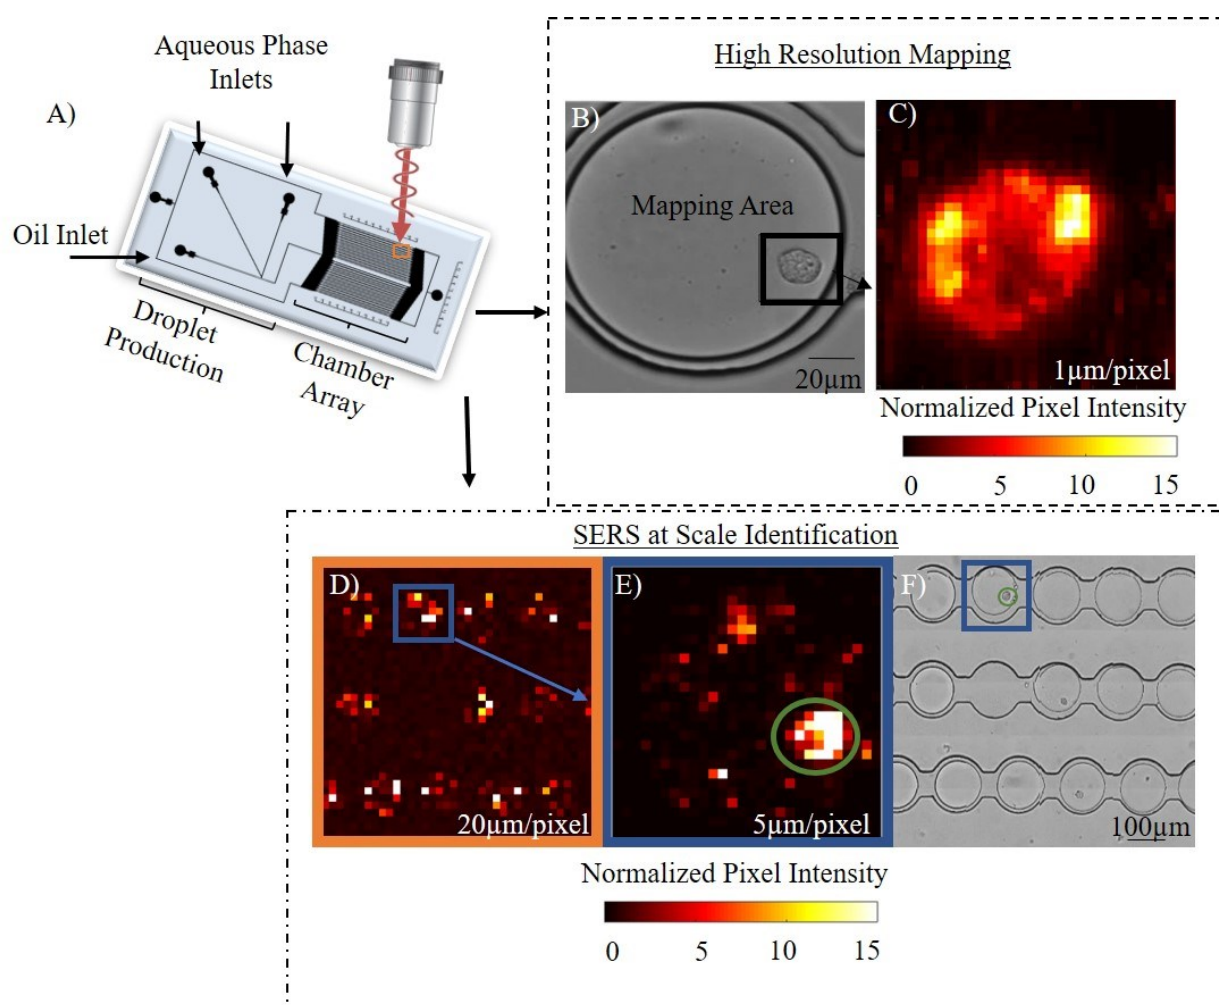 Aqueous Phase
Inlets
A)
Oil Inlet
Droplet
Production
Chamber
Array
High Resolution Mapping
B)
Mapping Area
20µm
C)
1µm/pixel
Normalized Pixel Intensity
0 5 10 15
SERS at Scale Identification
D)
20µm/pixel
E)
5µm/pixel
F)
100µm
Normalized Pixel Intensity
0 5 10 15